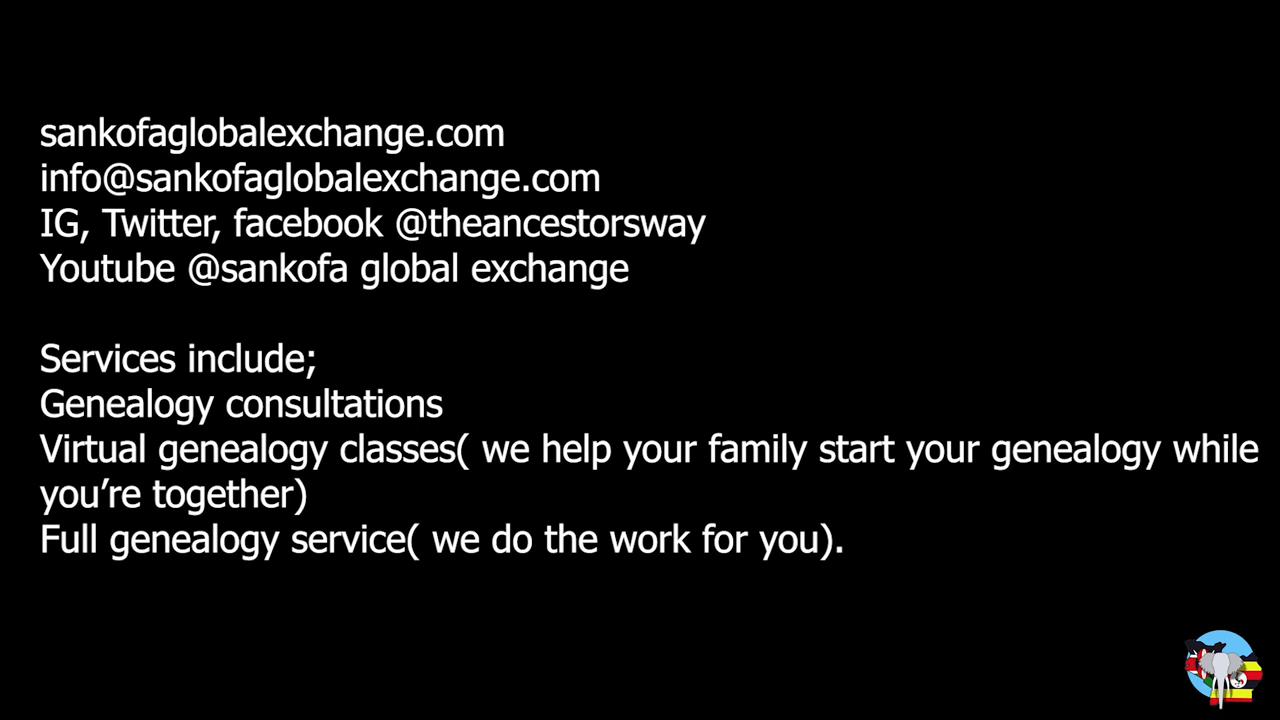 sankofaglobalexchange.com
info@sankofaglobalexchange.com
IG, Twitter, facebook @theancestorsway
Youtube @sankofa global exchange
Services include;
Genealogy consultations
Virtual genealogy classes( we help your family start your genealogy while
you’re together)
Full genealogy service( we do the work for you).